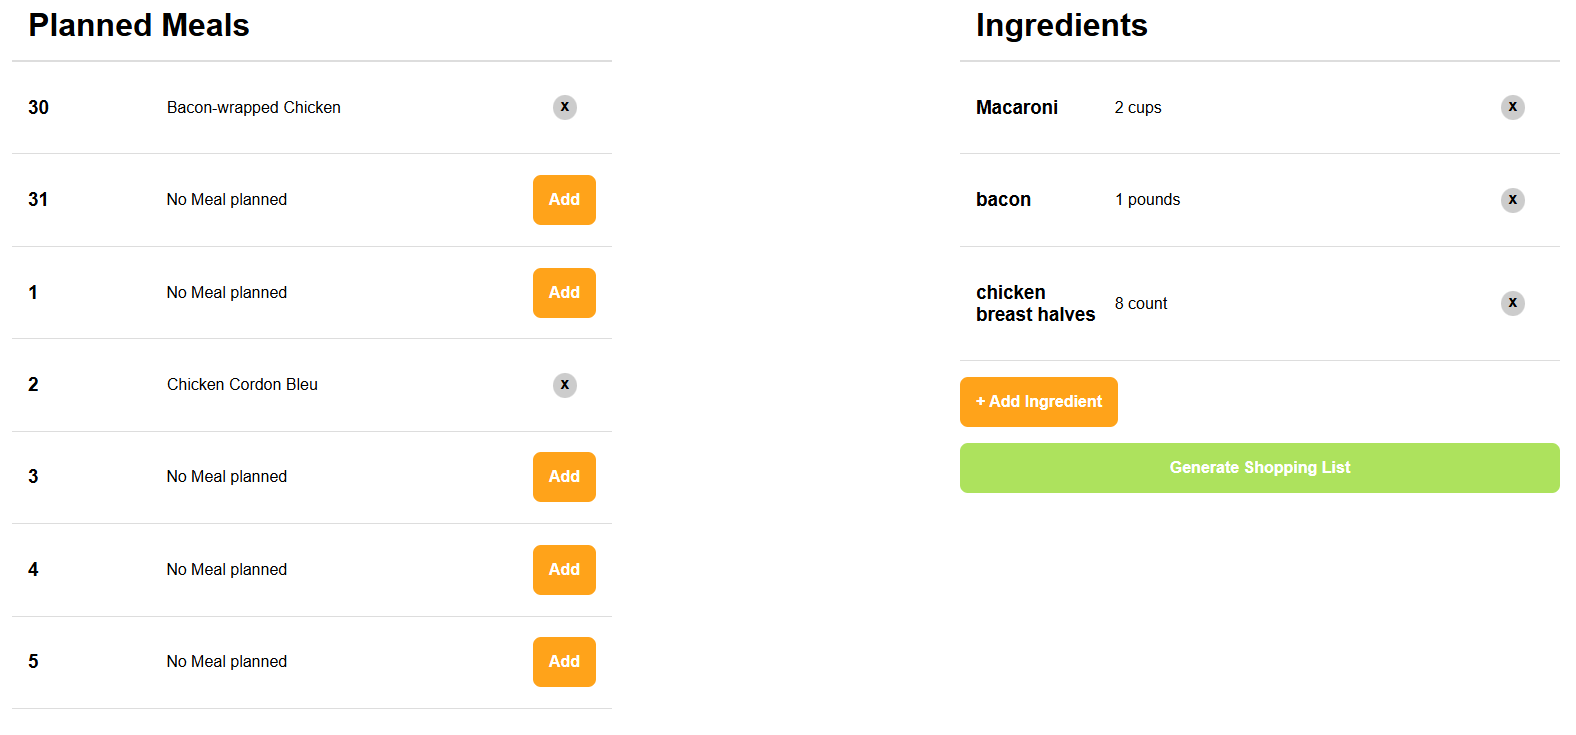 Planned Meals
30 Bacon-wrapped Chicken x
31 No Meal planned Add
1 No Meal planned Add
2 Chicken Cordon Bleu x
3 No Meal planned Add
4 No Meal planned Add
5 No Meal planned Add
Ingredients
Macaroni 2 cups x
bacon 1 pounds x
chicken
breast halves 8 count x
+ Add Ingredient
Generate Shopping List